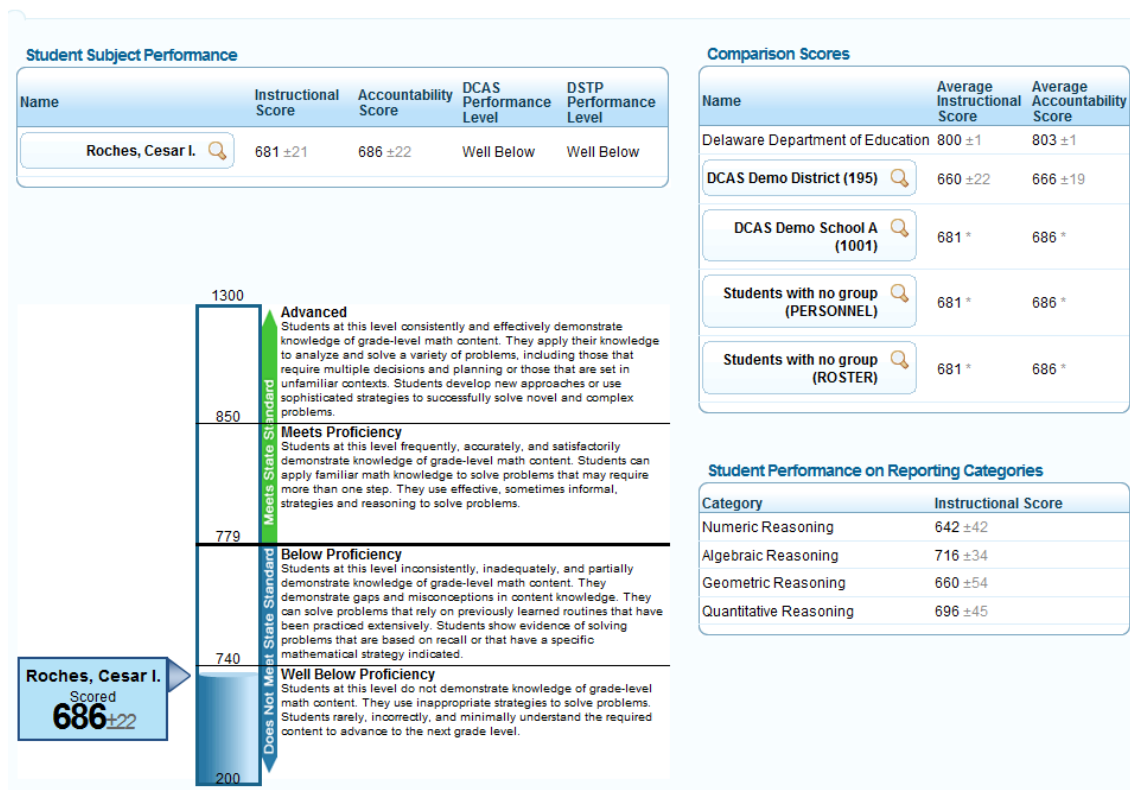 Student Subject Performance
Name
Instructional
Score
Accountability
Score
DCAS
Performance
Level
DSTP
Performance
Level
Roches, Cesar I.
681 ±21
686 ±22
Well Below
Well Below
Comparison Scores
Name
Average
Instructional
Score
Average
Accountability
Score
Delaware Department of Education 800 ±1 803 ±1
DCAS Demo District (195) 660 ±22 666 ±19
DCAS Demo School A
(1001)
681 * 686 *
Students with no group
(PERSONNEL)
681 * 686 *
Students with no group
(ROSTER)
681 * 686 *
1300
Advanced
Students at this level consistently and effectively demonstrate
knowledge of grade-level math content. They apply their knowledge
to analyze and solve a variety of problems, including those that
require multiple decisions and planning or those that are set in
unfamiliar contexts. Students develop new approaches or use
sophisticated strategies to successfully solve novel and complex
problems.
850
Meets Proficiency
Students at this level frequently, accurately, and satisfactorily
demonstrate knowledge of grade-level math content. Students can
apply familiar math knowledge to solve problems that may require
more than one step. They use effective, sometimes informal,
strategies and reasoning to solve problems.
Meets State Standard
779
Below Proficiency
Students at this level inconsistently, inadequately, and partially
demonstrate knowledge of grade-level math content. They
demonstrate gaps and misconceptions in content knowledge. They
can solve problems that rely on previously learned routines that have
been practiced extensively. Students show evidence of solving
problems that are based on recall or that have a specific
mathematical strategy indicated.
740
Well Below Proficiency
Students at this level do not demonstrate knowledge of grade-level
math content. They use inappropriate strategies to solve problems.
Students rarely, incorrectly, and minimally understand the required
content to advance to the next grade level.
Does Not Meet State Standard
200
Roches, Cesar I.
Scored
686±22
Student Performance on Reporting Categories
Category Instructional Score
Numeric Reasoning 642 ±42
Algebraic Reasoning 716 ±34
Geometric Reasoning 660 ±54
Quantitative Reasoning 696 ±45